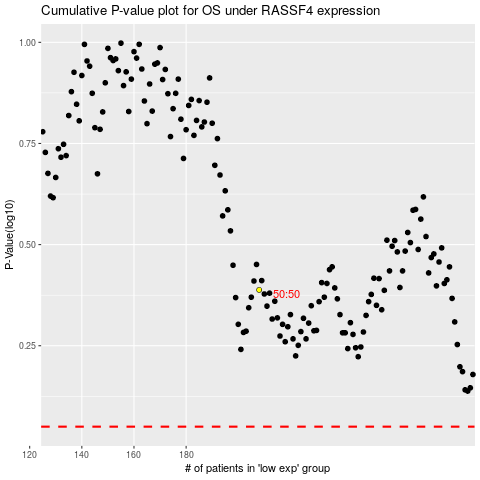 Cumulative P-value plot for OS under RASSF4 expression
P-Value(log10)
1.00
0.75
0.50
0.25
50:50
120 140 160 180
# of patients in 'low exp' group